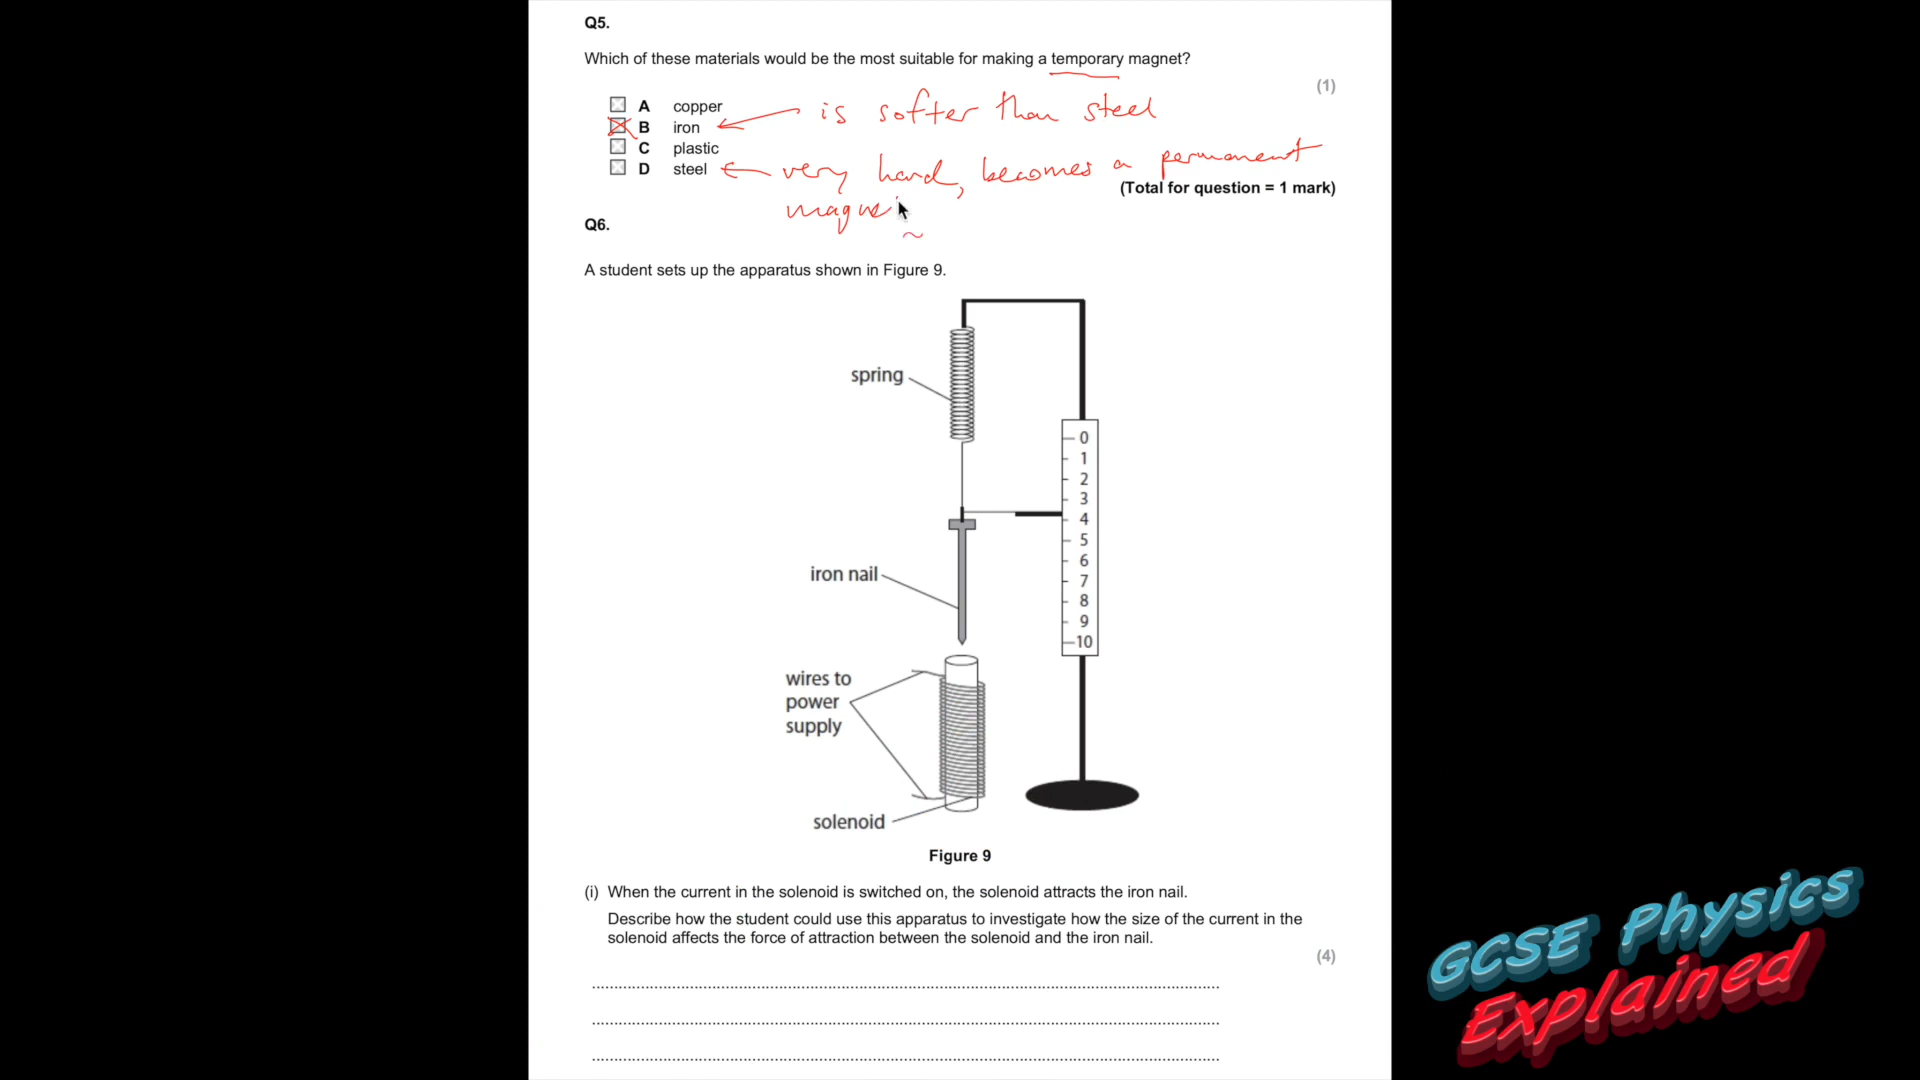 Q5.
Which of these materials would be the most suitable for making a temporary magnet?
(1)
A copper
is softer than steel
B iron
C plastic
D steel
very hard, becomes a permanent
(Total for question = 1 mark)
Q6.
A student sets up the apparatus shown in Figure 9.
spring
0
1
2
3
4
5
6
7
8
9
10
iron nail
wires to
power
supply
solenoid
Figure 9
(i) When the current in the solenoid is switched on, the solenoid attracts the iron nail.
Describe how the student could use this apparatus to investigate how the size of the current in the
solenoid affects the force of attraction between the solenoid and the iron nail.
(4)
GCSE Physics
Explained